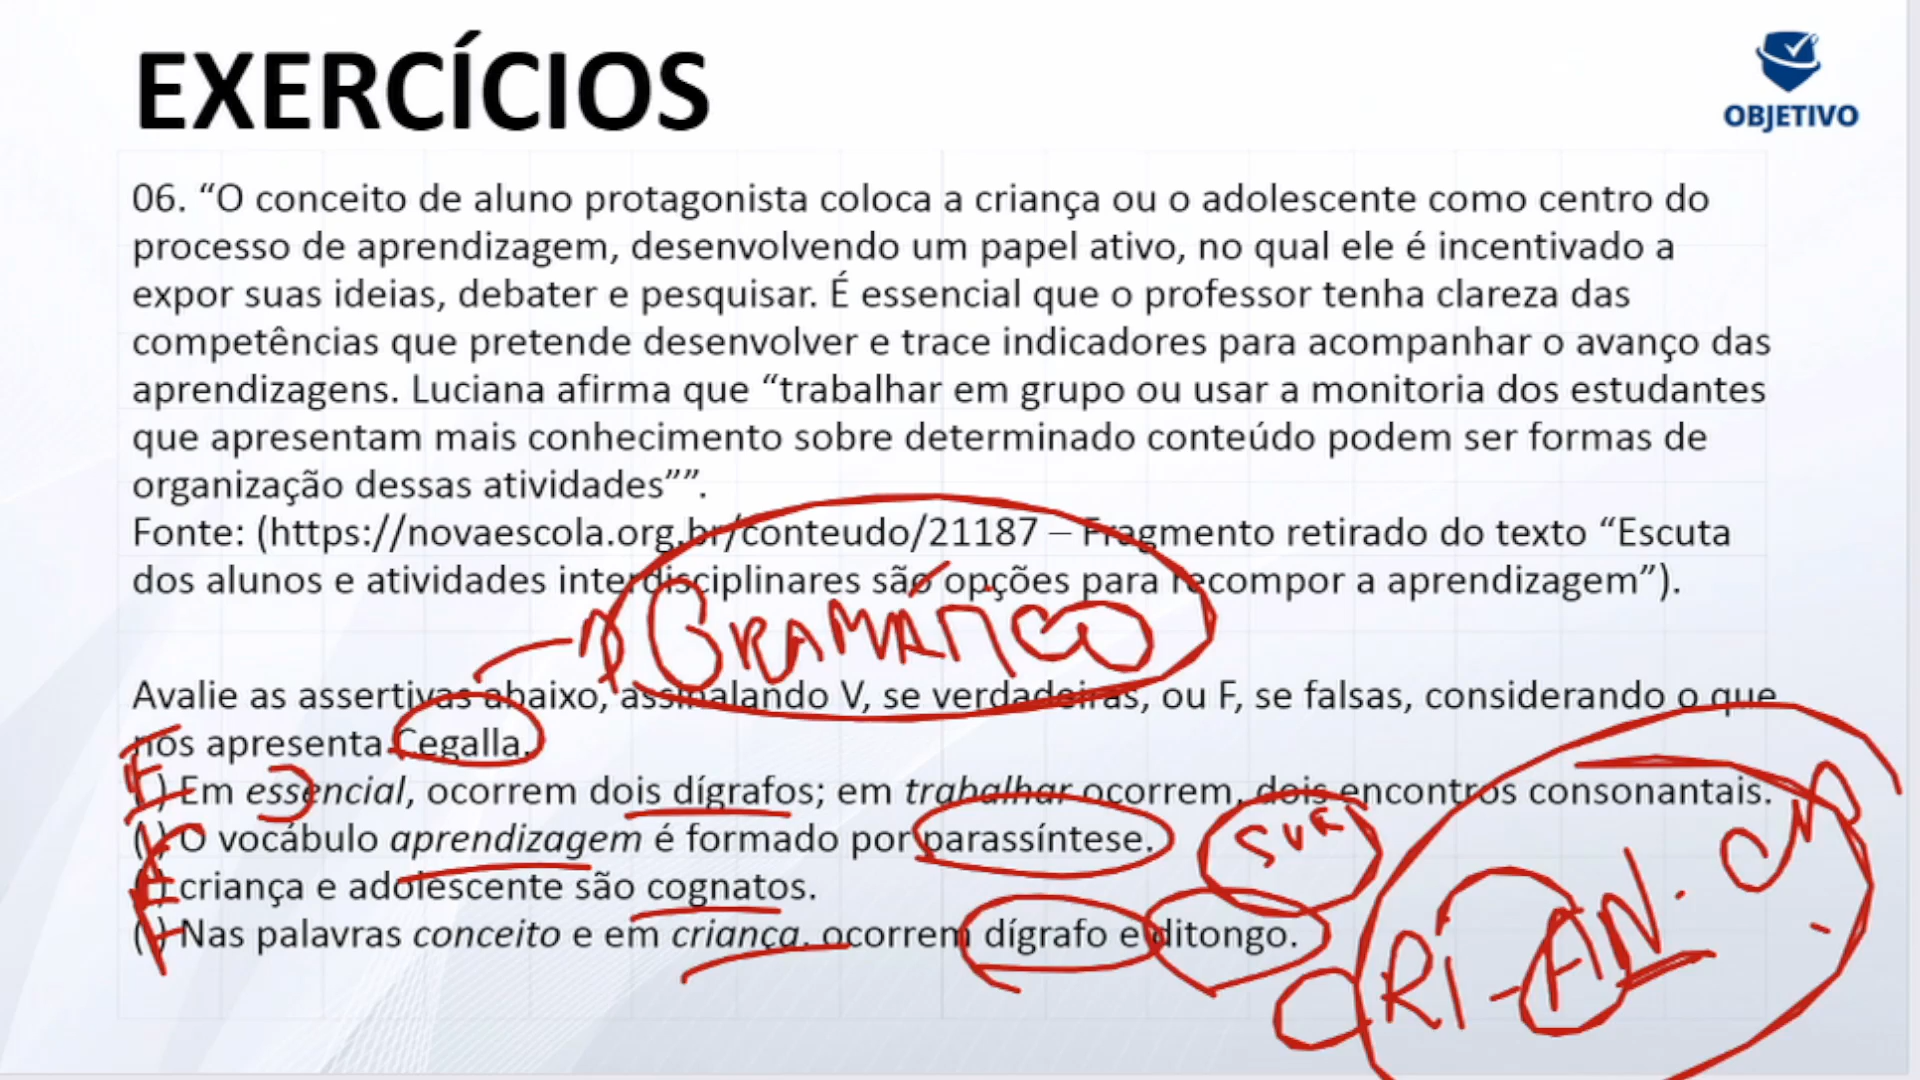 EXERCÍCIOS
OBJETIVO
06. “O conceito de aluno protagonista coloca a criança ou o adolescente como centro do
processo de aprendizagem, desenvolvendo um papel ativo, no qual ele é incentivado a
expor suas ideias, debater e pesquisar. É essencial que o professor tenha clareza das
competências que pretende desenvolver e trace indicadores para acompanhar o avanço das
aprendizagens. Luciana afirma que “trabalhar em grupo ou usar a monitoria dos estudantes
que apresentam mais conhecimento sobre determinado conteúdo podem ser formas de
organização dessas atividades””.
Fonte: (https://novaescola.org.br/conteudo/21187 – Fragmento retirado do texto “Escuta
dos alunos e atividades interdisciplinares são opções para recompor a aprendizagem”).
GRAMÁTICO
Avalie as assertivas abaixo, assinalando V, se verdadeiras, ou F, se falsas, considerando o que
nos apresenta Cegalla.
( ) Em essencial, ocorrem dois dígrafos; em trabalhar ocorrem, dois encontros consonantais.
( ) O vocábulo aprendizagem é formado por parassíntese.
SUFI
( ) criança e adolescente são cognatos.
( ) Nas palavras conceito e em criança, ocorrem dígrafo e ditongo.
CRI-AN.